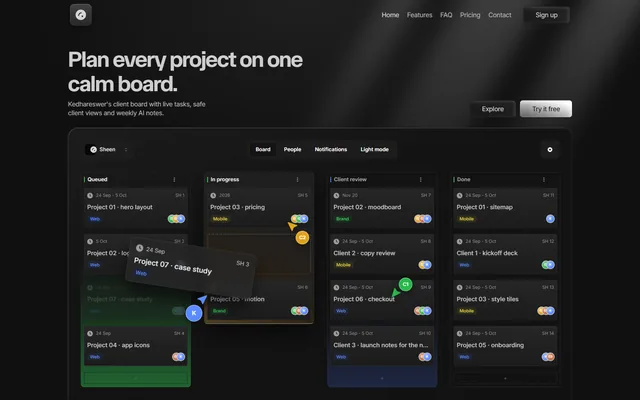 Home Features FAQ Pricing Contact Sign up
Plan every project on one
calm board.
Kedhareswer's client board with live tasks, safe
client views and weekly AI notes.
Explore Try it free
Sheen
Board People Notifications Light mode
Queued
24 Sep - 5 Oct SH 1
Project 01 · hero layout
Web
5 Oct SH 2
Project 02 · lo
Web
24 Sep SH 3
Project 07 · case study
Web
24 Sep SH 4
Project 04 · app icons
Web
K
In progress
2026 SH 5
Project 03 · pricing
Mobile
C2
SH 6
Project 05 · motion
Brand
Client review
Nov 20 SH 7
Project 02 · moodboard
Brand
24 Sep - 5 Oct SH 8
Client 2 · copy review
Mobile
C1
24 Sep - 5 Oct SH 9
Project 06 · checkout
Web
24 Sep - 5 Oct SH 10
Client 3 · launch notes for the n...
Web
Done
24 Sep - 5 Oct SH 11
Project 01 · sitemap
Mobile
24 Sep - 5 Oct SH 12
Client 1 · kickoff deck
Web
24 Sep - 5 Oct SH 13
Project 03 · style tiles
Mobile
24 Sep - 5 Oct SH 14
Project 05 · onboarding
Web